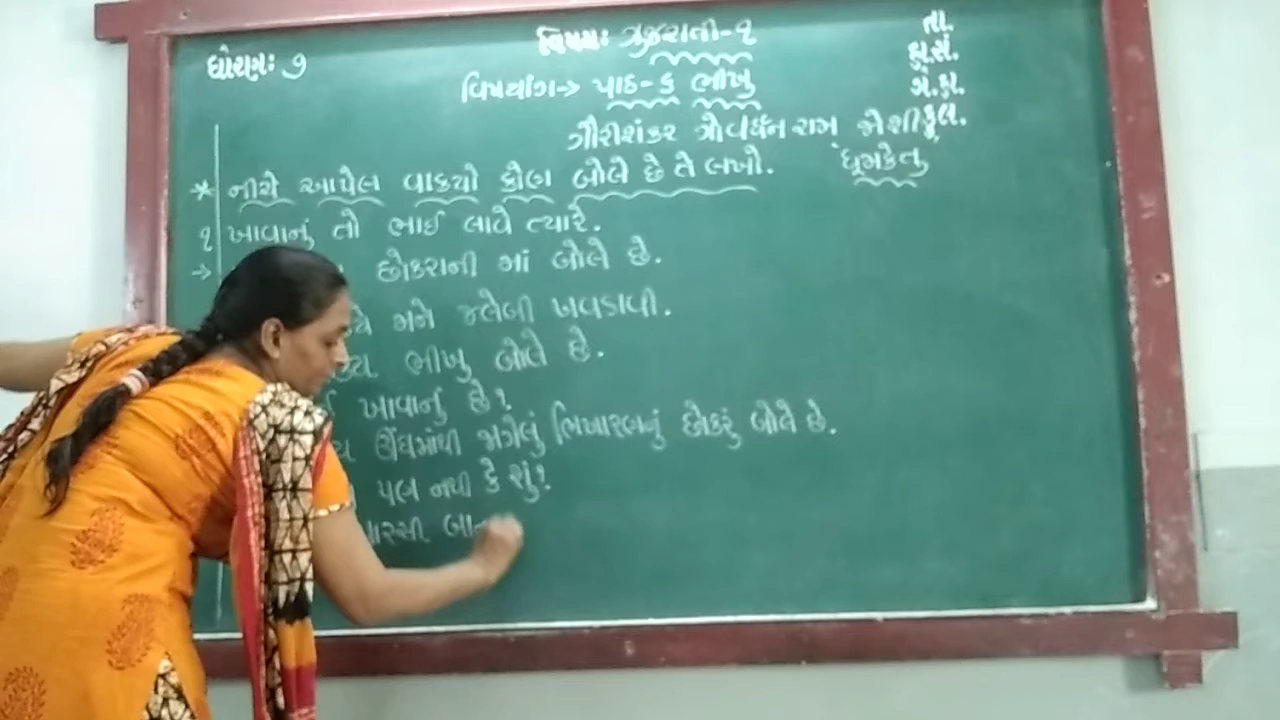 ધોરણઃ ૭
વિષયઃ ગુજરાતી-૧
તા.
વિષયાંગ-> પાઠ-૬ ભીખુ
હા.સં.
ગે.હા.
કુલ.
ગૌરીશંકર ગોવર્ધનરામ જોશી
'ધૂમકેતુ'
* નીચે આપેલ વાક્યો કોણ બોલે છે તે લખો.
૧ ખાવાનું તો ભાઈ લાવે ત્યારે.
-> છોકરાની માં બોલે છે.
મને જલેબી ખવડાવી.
ભીખુ બોલે છે.
ખાવાનું છે?
ઊંઘમાંથી જાગેલું ભિખારણનું છોકરું બોલે છે.
પણ નથી કે શું?
પારસી